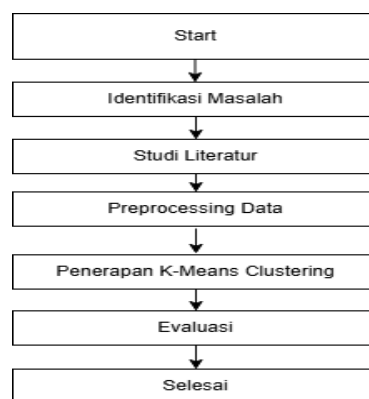 Start
Identifikasi Masalah
Studi Literatur
Preprocessing Data
Penerapan K-Means Clustering
Evaluasi
Selesai